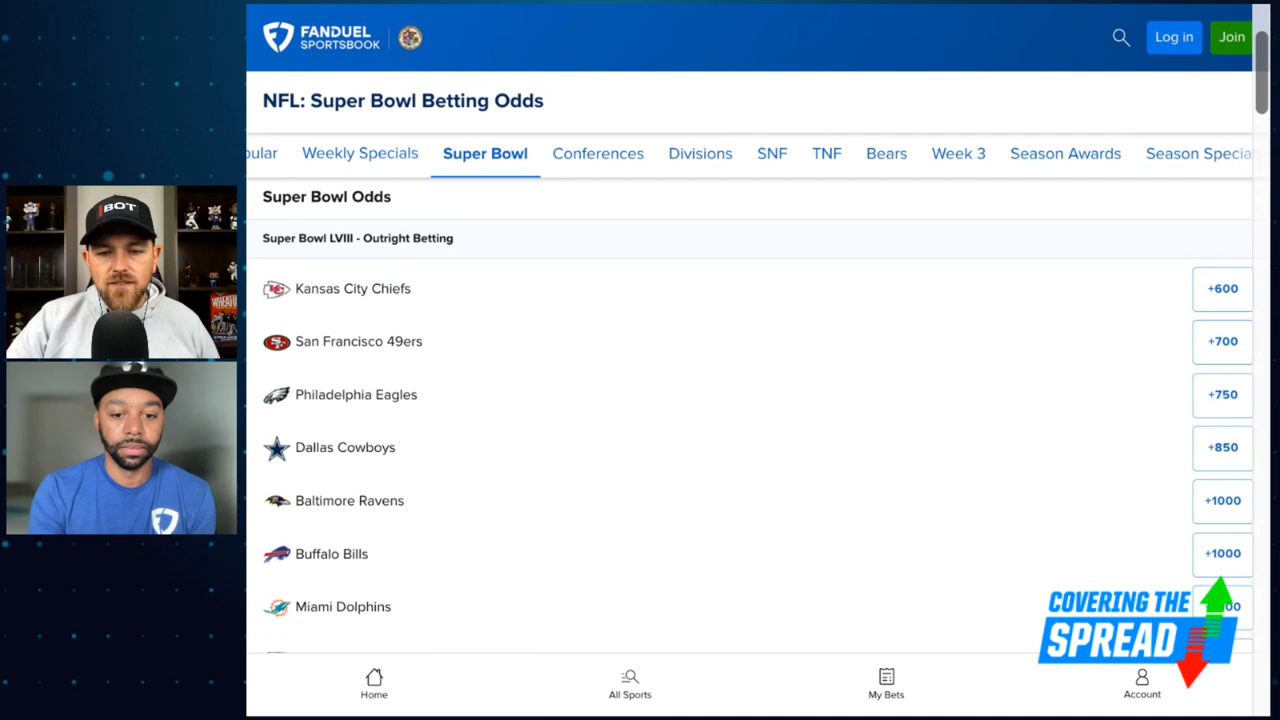 FANDUEL
SPORTSBOOK
Log in
Join
NFL: Super Bowl Betting Odds
pular Weekly Specials Super Bowl Conferences Divisions SNF TNF Bears Week 3 Season Awards Season Specia
Super Bowl Odds
Super Bowl LVIII - Outright Betting
Kansas City Chiefs +600
San Francisco 49ers +700
Philadelphia Eagles +750
Dallas Cowboys +850
Baltimore Ravens +1000
Buffalo Bills +1000
Miami Dolphins
COVERING THE
SPREAD
Home
All Sports
My Bets
Account
BOT